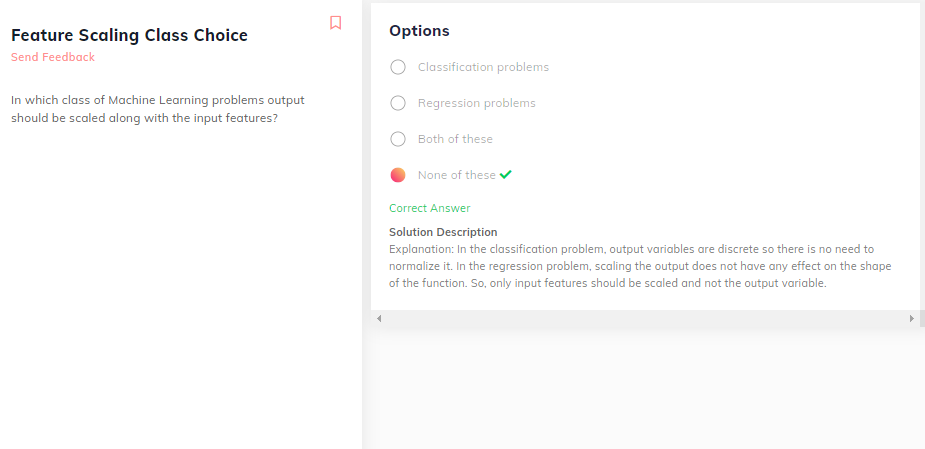 Feature Scaling Class Choice
Send Feedback
In which class of Machine Learning problems output
should be scaled along with the input features?
Options
Classification problems
Regression problems
Both of these
None of these
Correct Answer
Solution Description
Explanation: In the classification problem, output variables are discrete so there is no need to
normalize it. In the regression problem, scaling the output does not have any effect on the shape
of the function. So, only input features should be scaled and not the output variable.